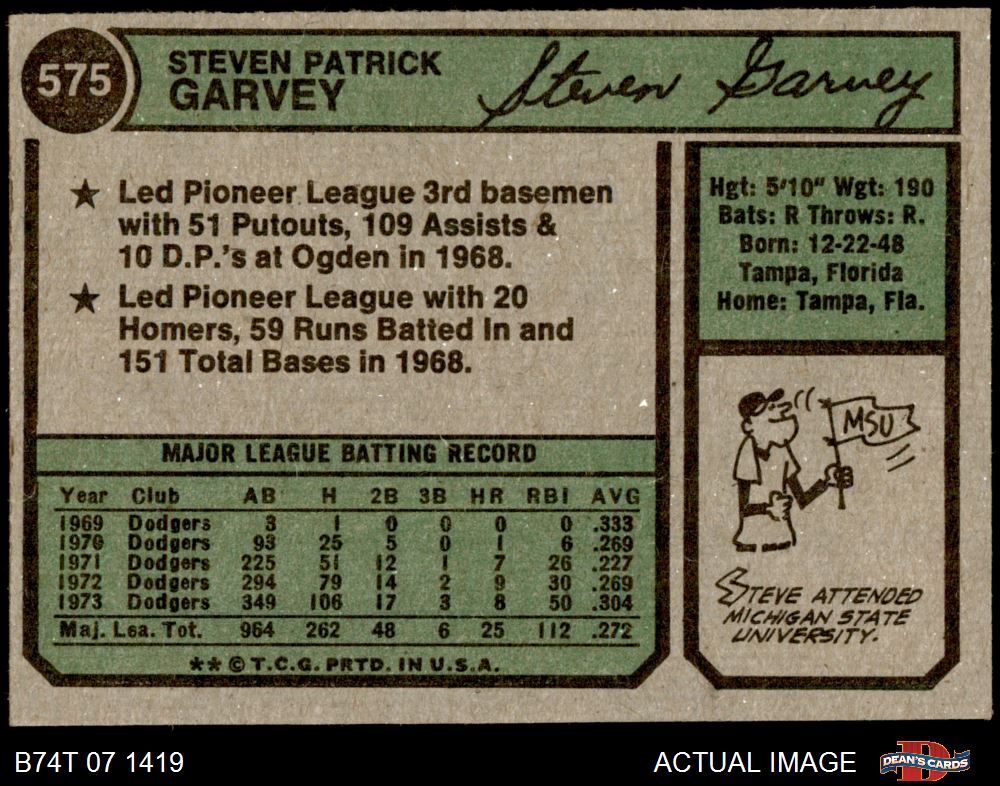 575
STEVEN PATRICK
GARVEY
Steven Garvey
★ Led Pioneer League 3rd basemen
with 51 Putouts, 109 Assists &
10 D.P.'s at Ogden in 1968.
★ Led Pioneer League with 20
Homers, 59 Runs Batted In and
151 Total Bases in 1968.
Hgt: 5'10" Wgt: 190
Bats: R Throws: R.
Born: 12-22-48
Tampa, Florida
Home: Tampa, Fla.
MSU
STEVE ATTENDED
MICHIGAN STATE
UNIVERSITY.
MAJOR LEAGUE BATTING RECORD
Year Club AB H 2B 3B HR RBI AVG
1969 Dodgers 3 1 0 0 0 0 .333
1970 Dodgers 93 25 5 0 1 6 .269
1971 Dodgers 225 51 12 1 7 26 .227
1972 Dodgers 294 79 14 2 9 30 .269
1973 Dodgers 349 106 17 3 8 50 .304
Maj. Lea. Tot. 964 262 48 6 25 112 .272
** © T.C.G. PRTD. IN U.S.A.
B74T 07 1419
ACTUAL IMAGE
D
DEAN'S CARDS